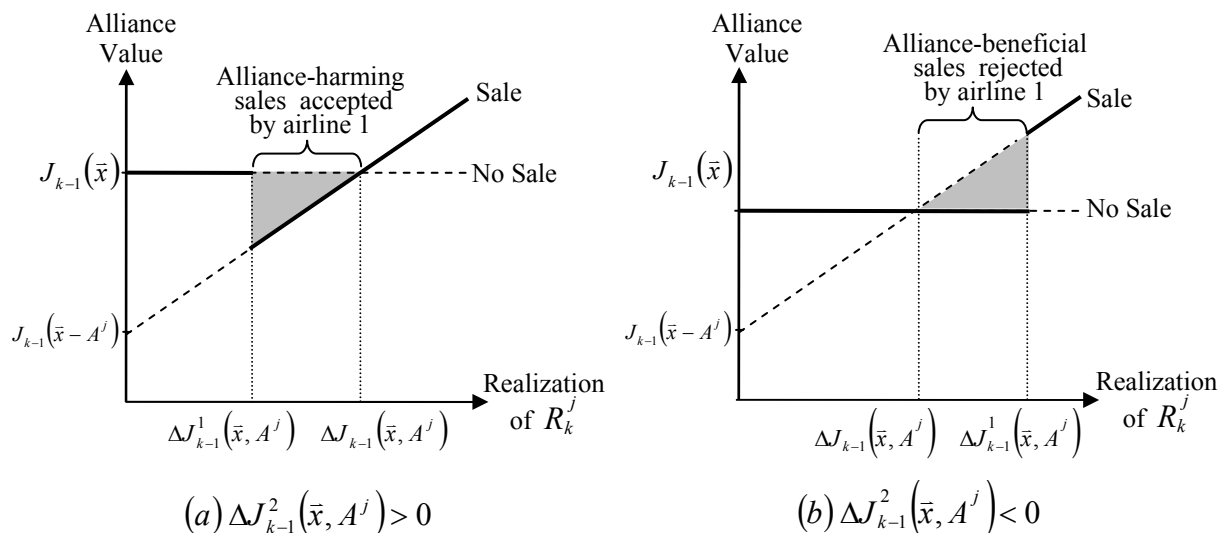 Alliance
Value
Alliance-harming
sales accepted
by airline 1
Sale
J_{k-1}(x̄)
No Sale
J_{k-1}(x̄ − A^j)
Realization
of R_k^j
ΔJ^1_{k-1}(x̄, A^j)
ΔJ_{k-1}(x̄, A^j)
(a) ΔJ^2_{k-1}(x̄, A^j) > 0
Alliance
Value
Alliance-beneficial
sales rejected
by airline 1
Sale
J_{k-1}(x̄)
No Sale
J_{k-1}(x̄ − A^j)
Realization
of R_k^j
ΔJ_{k-1}(x̄, A^j)
ΔJ^1_{k-1}(x̄, A^j)
(b) ΔJ^2_{k-1}(x̄, A^j) < 0